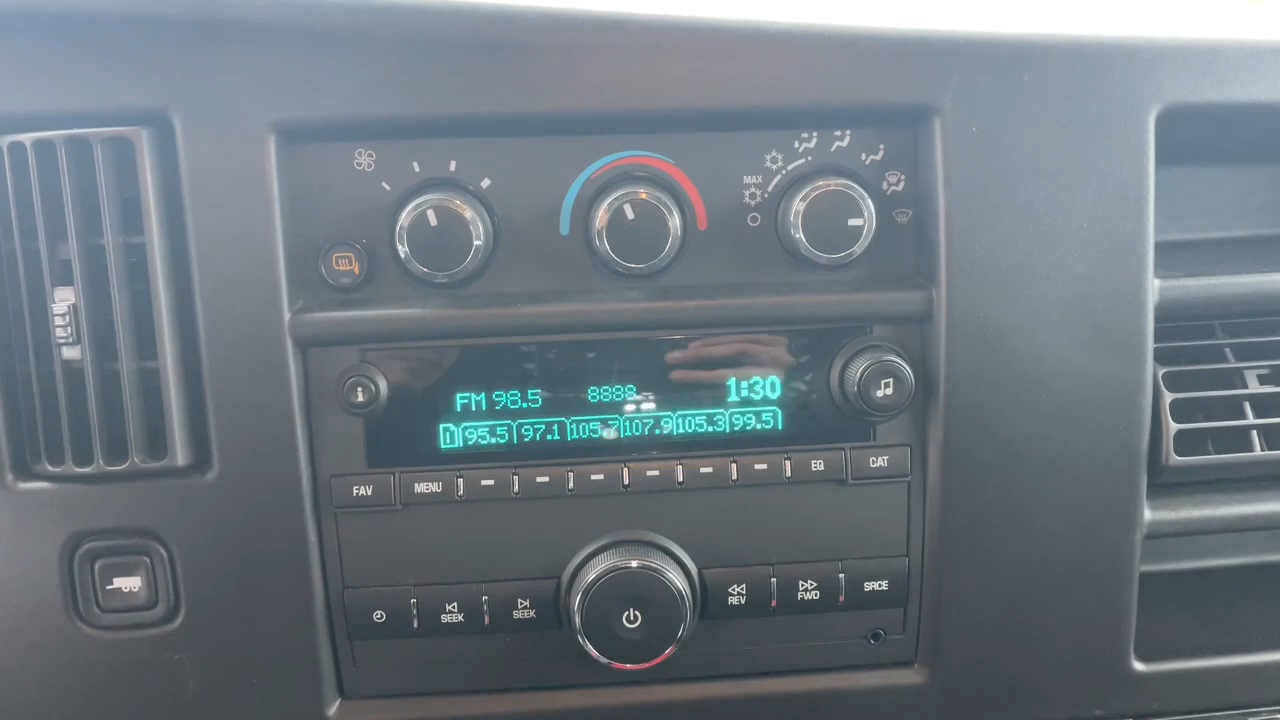 MAX
FM 98.5 8888 1:30
1 95.5 97.1 105.7 107.9 105.3 99.5
FAV MENU EQ CAT
SEEK SEEK REV FWD SRCE